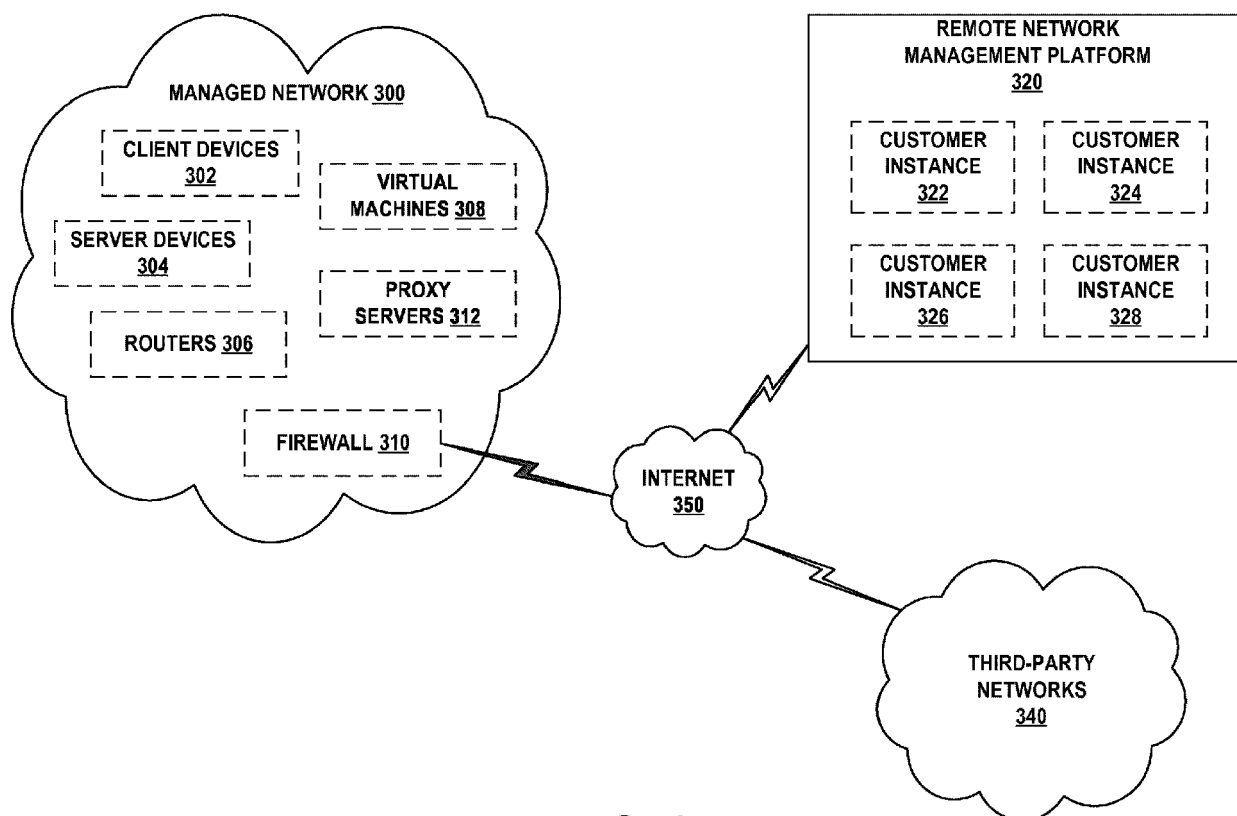 MANAGED NETWORK 300
CLIENT DEVICES
302
VIRTUAL
MACHINES 308
SERVER DEVICES
304
PROXY
SERVERS 312
ROUTERS 306
FIREWALL 310
REMOTE NETWORK
MANAGEMENT PLATFORM
320
CUSTOMER
INSTANCE
322
CUSTOMER
INSTANCE
324
CUSTOMER
INSTANCE
326
CUSTOMER
INSTANCE
328
INTERNET
350
THIRD-PARTY
NETWORKS
340